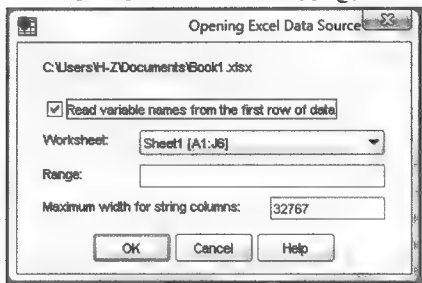 Opening Excel Data Source
C:\Users\H-Z\Documents\Book1.xlsx
Read variable names from the first row of data
Worksheet: Sheet1 [A1:J6]
Range:
Maximum width for string columns: 32767
OK Cancel Help